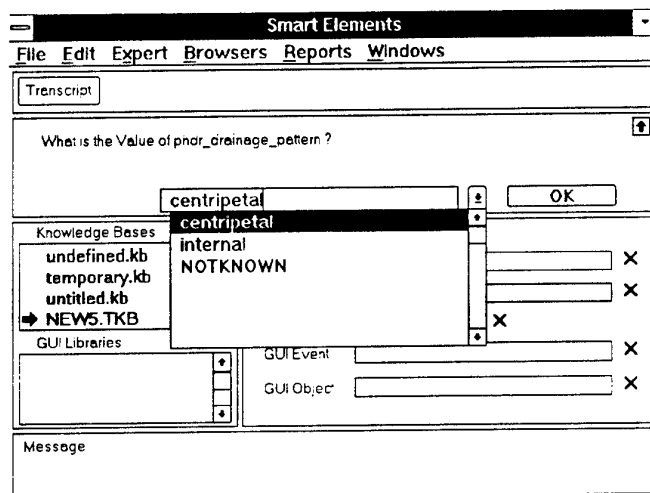 Smart Elements
File Edit Expert Browsers Reports Windows
Transcript
What is the Value of phdr_drainage_pattern ?
centripetal
OK
centripetal
internal
NOTKNOWN
Knowledge Bases
undefined.kb
temporary.kb
untitled.kb
NEW5.TKB
GUI Libraries
GUI Event
GUI Object
Message